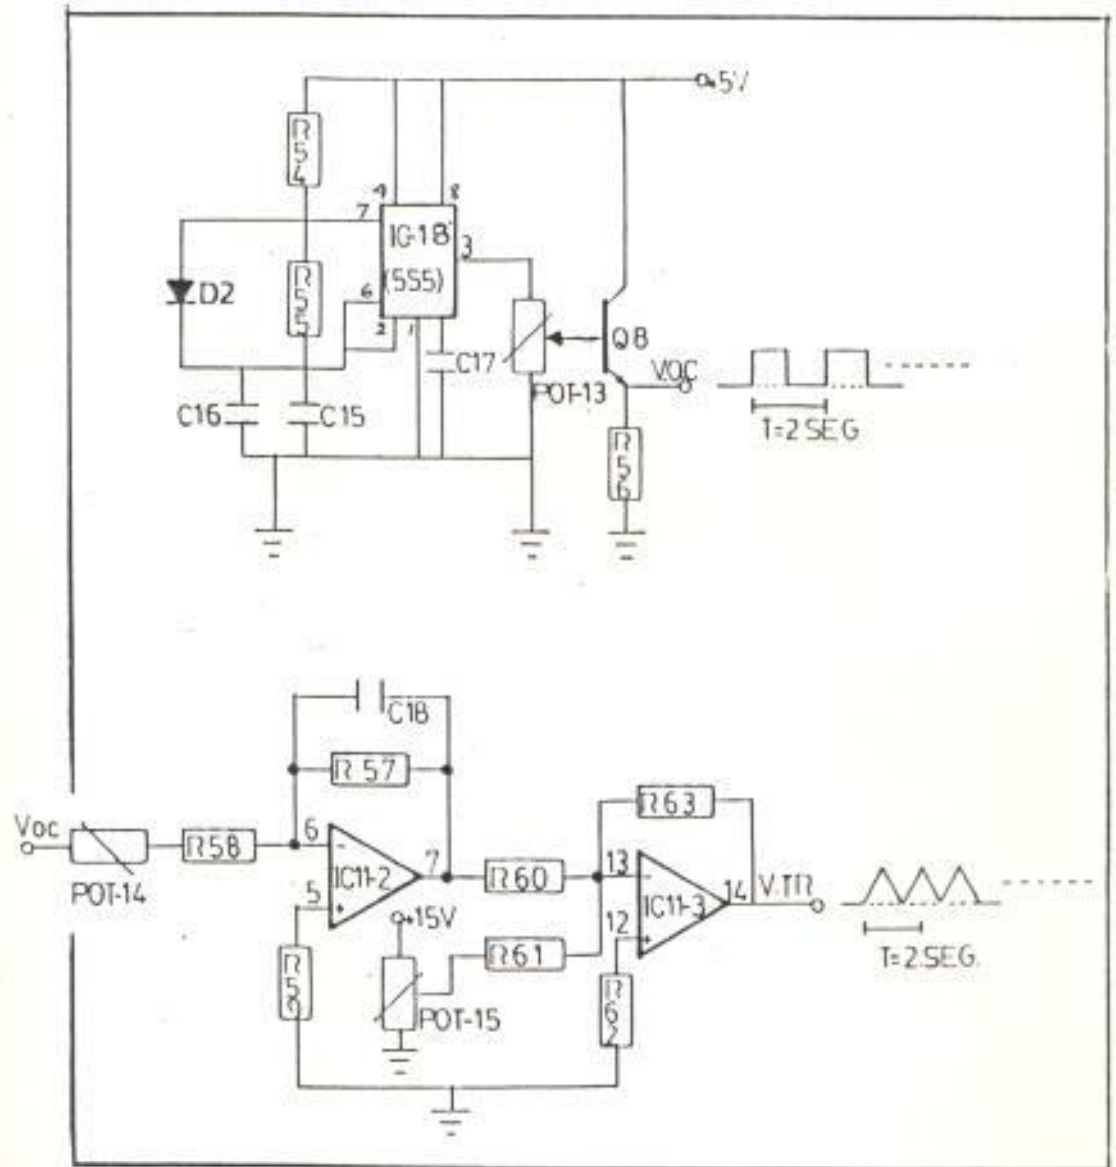 +5V
R54
4
8
7
IC-18
(555)
3
D2
R55
6
2
1
Q8
C17
V.OC
POT-13
C16
C15
T=2 SEG
R56
C18
R57
Voc
R58
6
R63
POT-14
IC11-2
7
R60
13
5
+15V
IC11-3
14
V.TR
R61
12
R59
T=2.SEG.
POT-15
R62